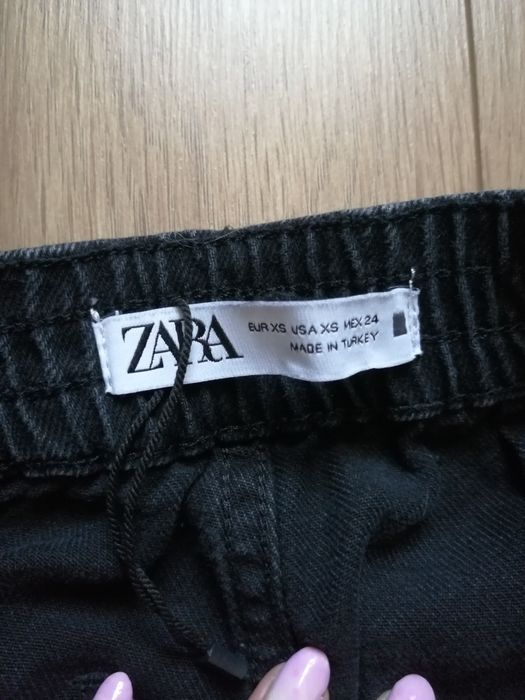 ZARA
EUR XS USA XS MEX 24
MADE IN TURKEY